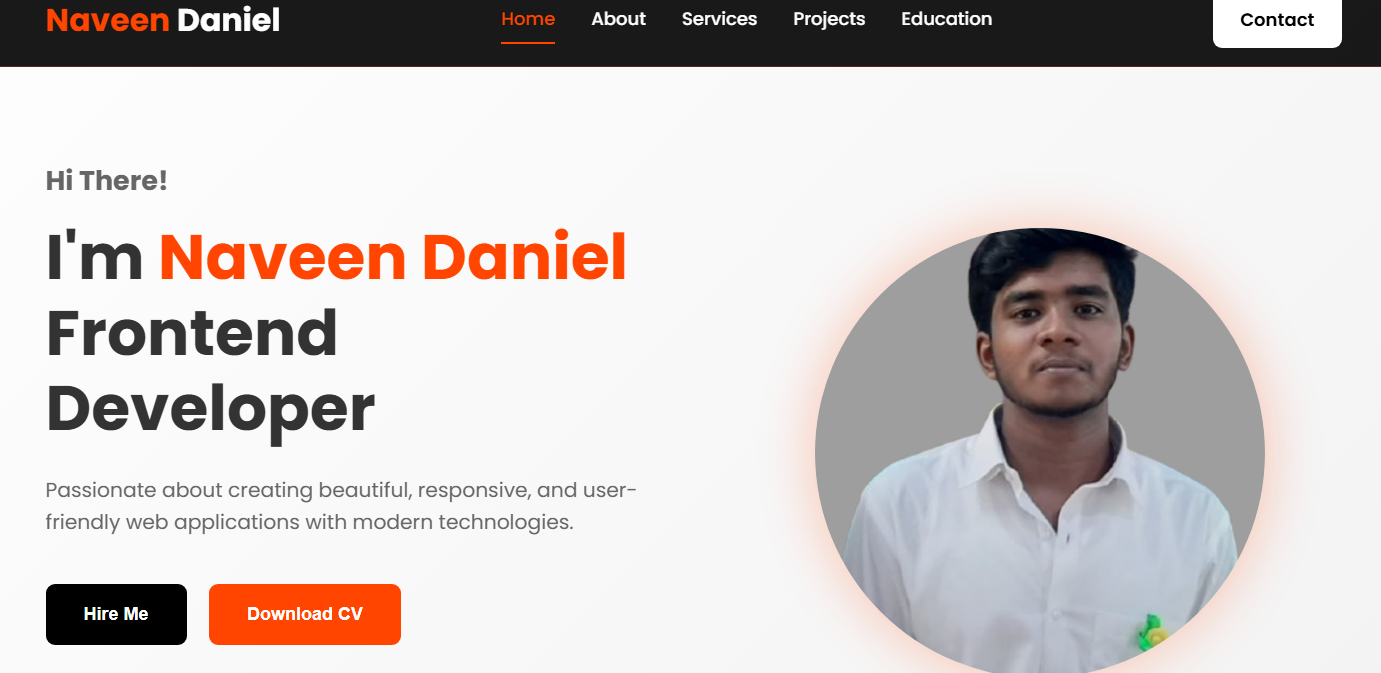 Naveen Daniel
Home About Services Projects Education
Contact
Hi There!
I'm Naveen Daniel
Frontend
Developer
Passionate about creating beautiful, responsive, and user-
friendly web applications with modern technologies.
Hire Me
Download CV